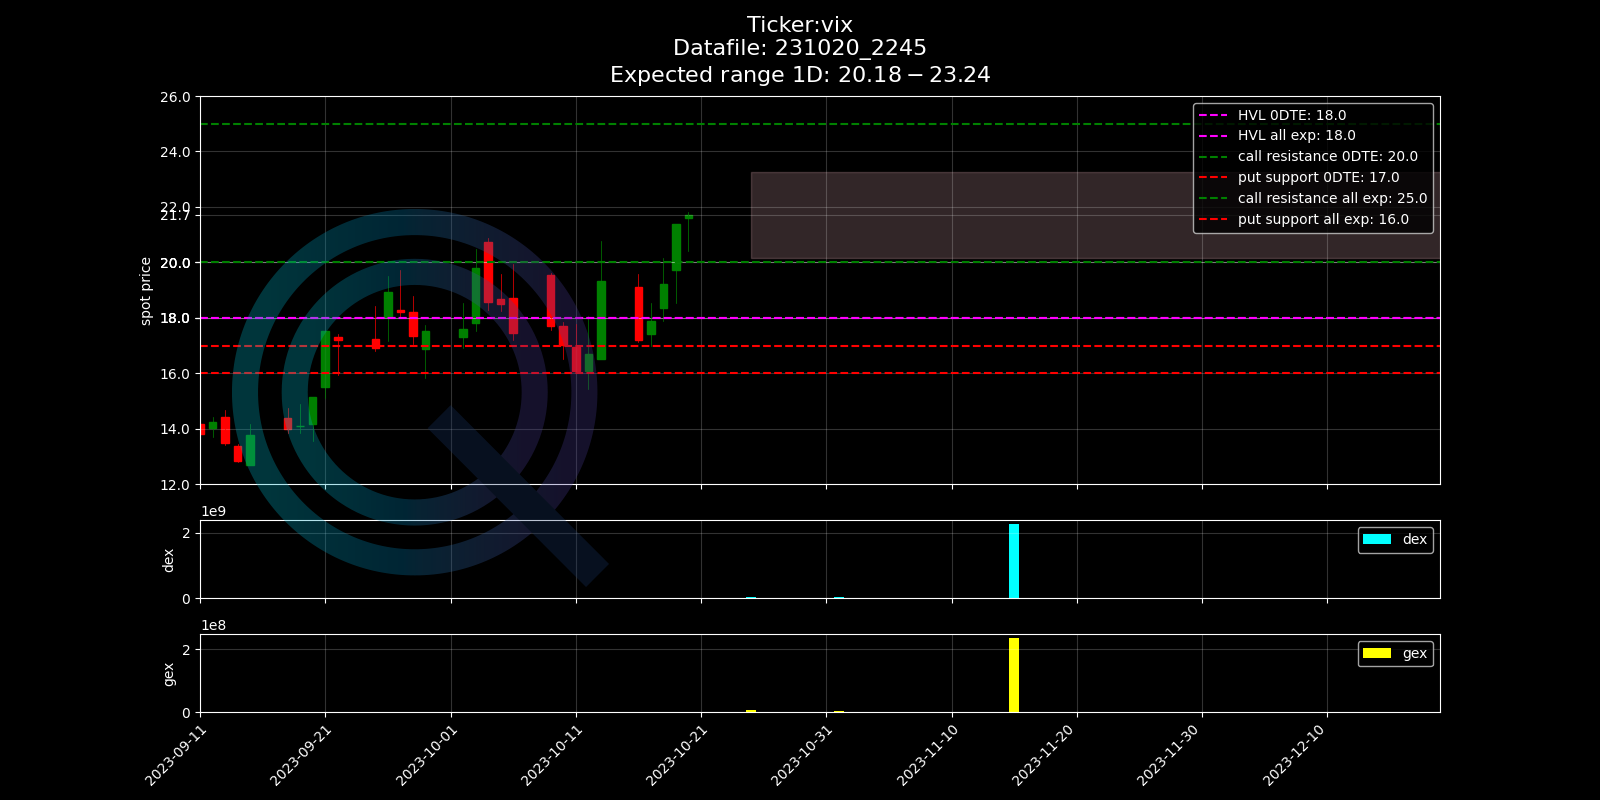 Ticker:vix
Datafile: 231020_2245
Expected range 1D: 20.18 − 23.24
26.0
24.0
22.0
21.7
20.0
18.0
16.0
14.0
12.0
spot price
HVL 0DTE: 18.0
HVL all exp: 18.0
call resistance 0DTE: 20.0
put support 0DTE: 17.0
call resistance all exp: 25.0
put support all exp: 16.0
1e9
2
0
dex
dex
1e8
2
0
gex
gex
2023-09-11
2023-09-21
2023-10-01
2023-10-11
2023-10-21
2023-10-31
2023-11-10
2023-11-20
2023-11-30
2023-12-10